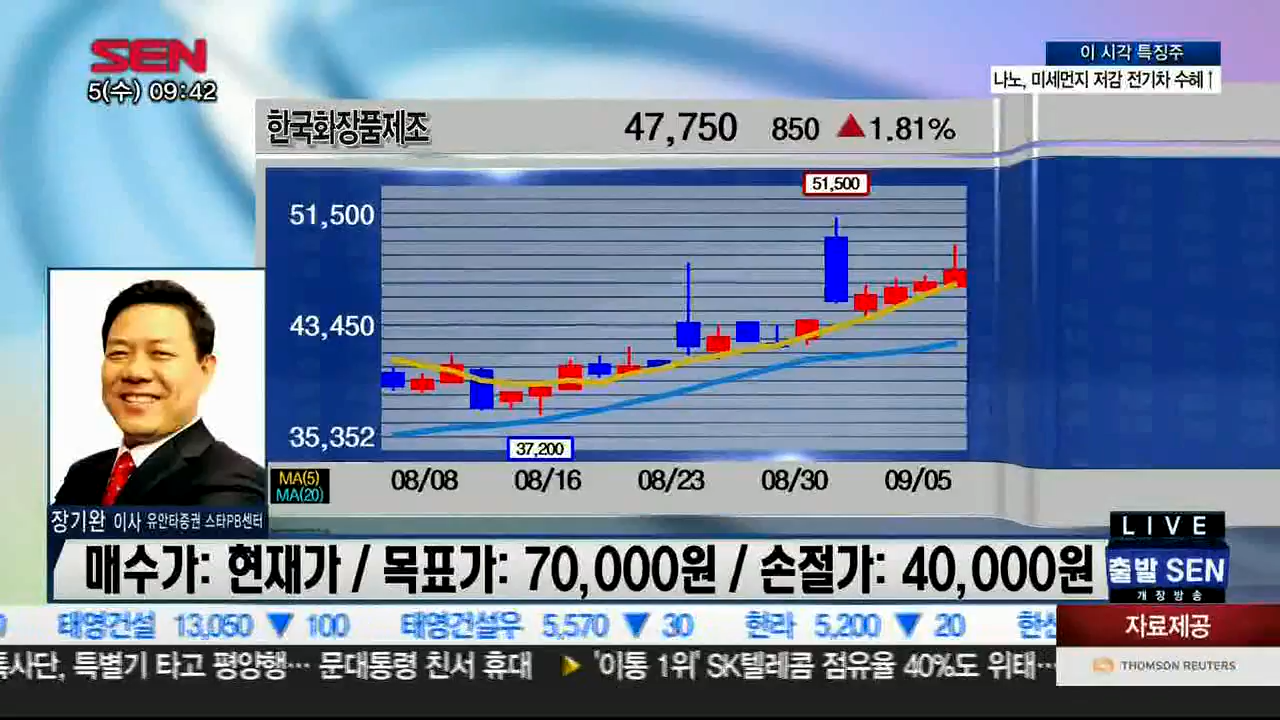 SEN
5(수) 09:42
이 시각 특징주
나노, 미세먼지 저감 전기차 수혜↑
한국화장품제조 47,750 850 ▲1.81%
51,500
51,500
43,450
35,352
37,200
MA(5)
MA(20)
08/08 08/16 08/23 08/30 09/05
장기완 이사 유안타증권 스타PB센터
매수가: 현재가 / 목표가: 70,000원 / 손절가: 40,000원
LIVE
출발 SEN
개장방송
태영건설 13,050 ▼ 100 태영건설우 5,570 ▼ 30 한라 5,200 ▼ 20
자료제공
THOMSON REUTERS
특사단, 특별기 타고 평양행… 문대통령 친서 휴대 ▶ '이통 1위' SK텔레콤 점유율 40%도 위태…